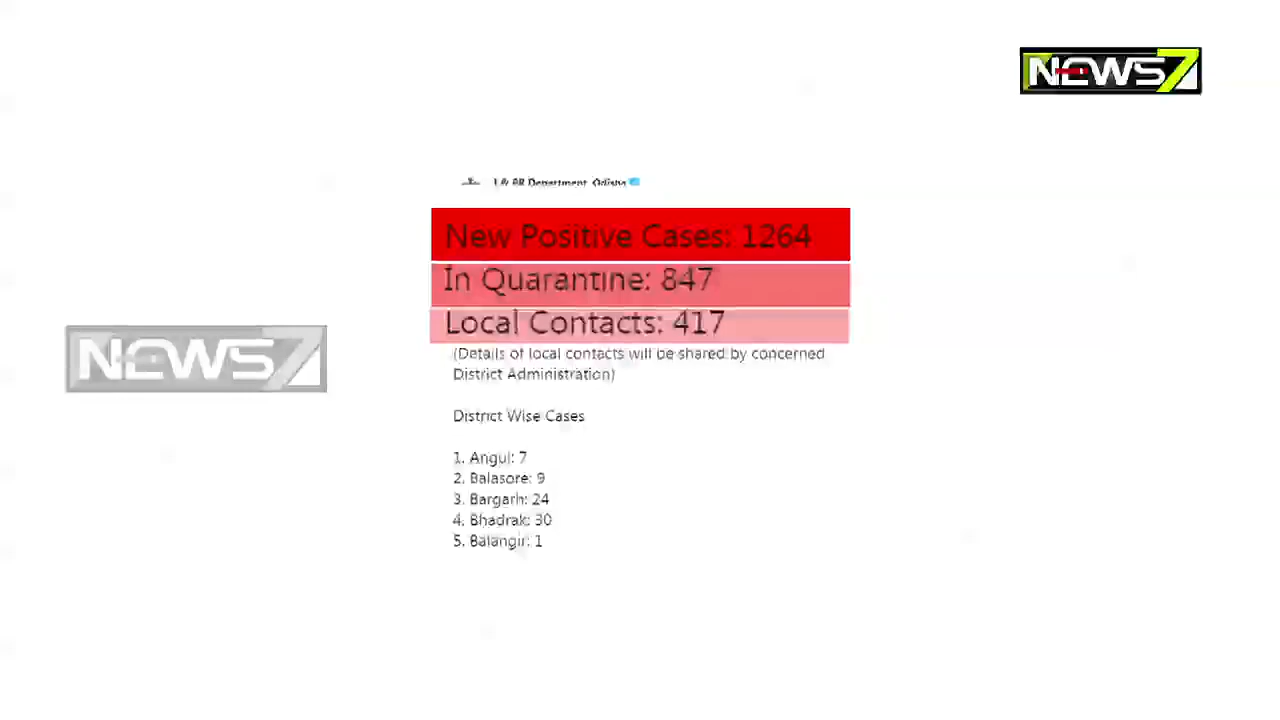 NEWS7
I & PR Department, Odisha
New Positive Cases: 1264
In Quarantine: 847
Local Contacts: 417
(Details of local contacts will be shared by concerned
District Administration)
District Wise Cases
1. Angul: 7
2. Balasore: 9
3. Bargarh: 24
4. Bhadrak: 30
5. Balangir: 1
NEWS7